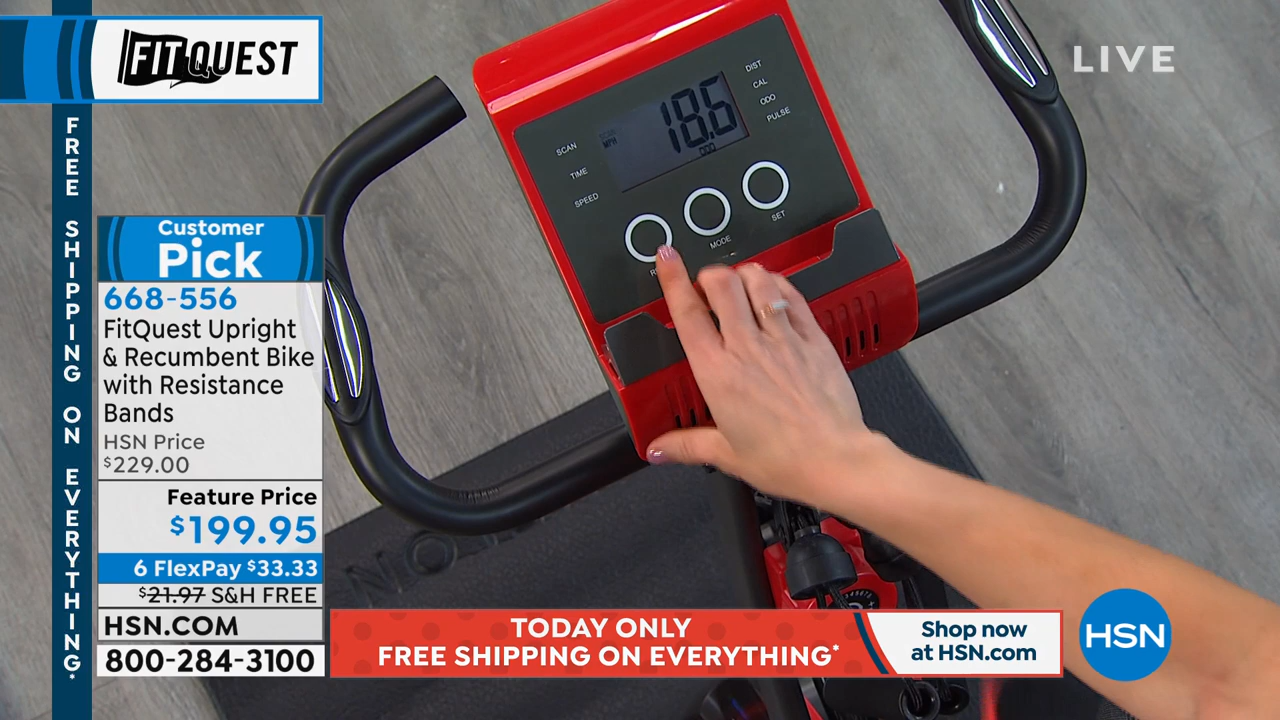 FITQUEST
LIVE
FREE SHIPPING ON EVERYTHING*
Customer
Pick
668-556
FitQuest Upright
& Recumbent Bike
with Resistance
Bands
HSN Price
$229.00
Feature Price
$199.95
6 FlexPay $33.33
$21.97 S&H FREE
HSN.COM
800-284-3100
DIST
CAL
ODO
PULSE
SCAN
TIME
SPEED
MPH
18.6
ODO
SET
MODE
TODAY ONLY
FREE SHIPPING ON EVERYTHING*
Shop now
at HSN.com
HSN